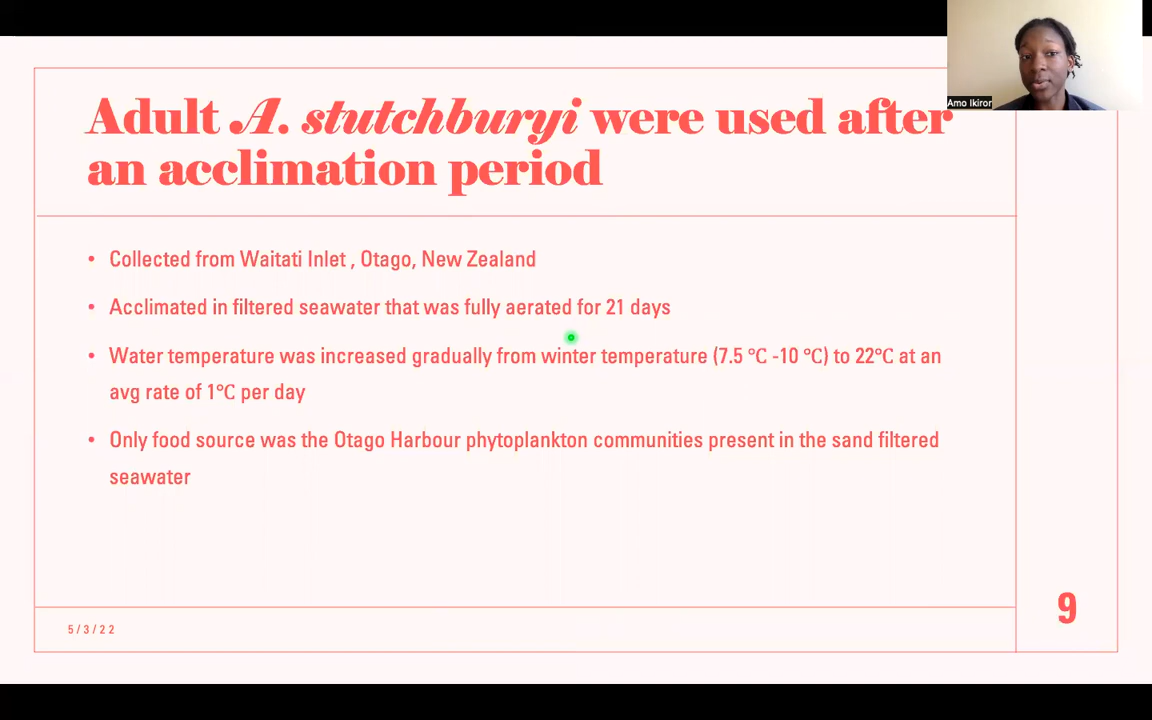 Amo Ikiror
Adult A. stutchburyi were used after
an acclimation period
• Collected from Waitati Inlet , Otago, New Zealand
• Acclimated in filtered seawater that was fully aerated for 21 days
• Water temperature was increased gradually from winter temperature (7.5 ℃ -10 ℃) to 22℃ at an
avg rate of 1℃ per day
• Only food source was the Otago Harbour phytoplankton communities present in the sand filtered
seawater
5/3/22
9